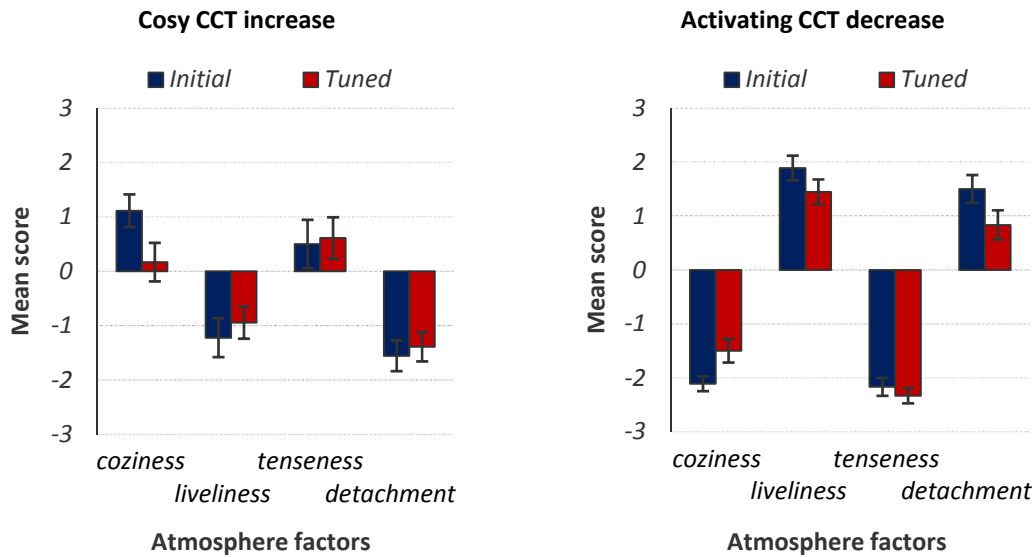 Cosy CCT increase
Initial Tuned
3
2
1
0
-1
-2
-3
Mean score
coziness tenseness
liveliness detachment
Atmosphere factors
Activating CCT decrease
Initial Tuned
3
2
1
0
-1
-2
-3
Mean score
coziness tenseness
liveliness detachment
Atmosphere factors